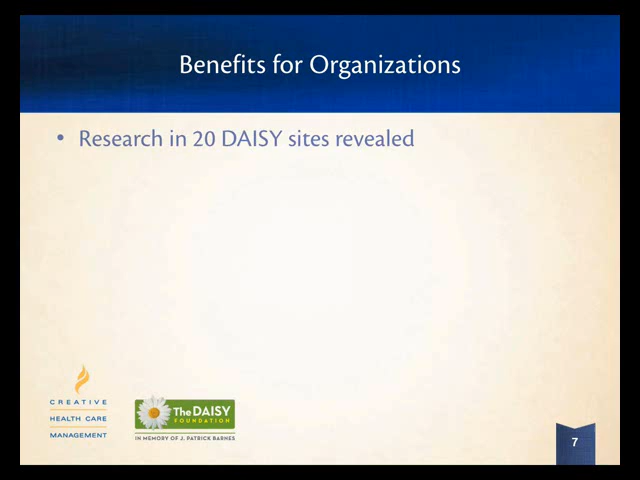 Benefits for Organizations
• Research in 20 DAISY sites revealed
CREATIVE
HEALTH CARE
MANAGEMENT
The DAISY
FOUNDATION
IN MEMORY OF J. PATRICK BARNES
7